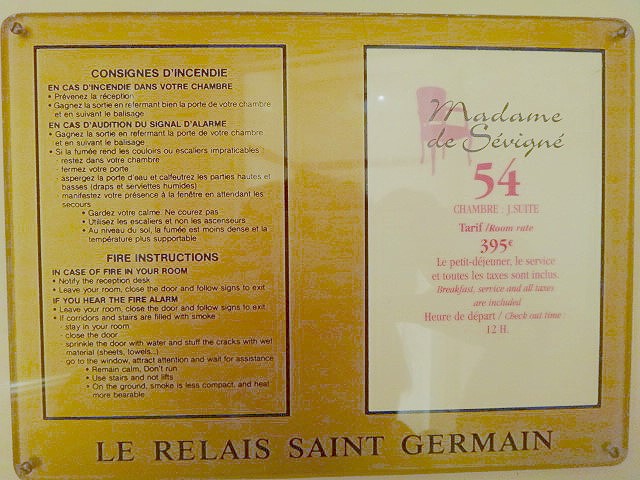 CONSIGNES D'INCENDIE
EN CAS D'INCENDIE DANS VOTRE CHAMBRE
• Prévenez la réception
• Gagnez la sortie en refermant bien la porte de votre chambre
et en suivant le balisage
EN CAS D'AUDITION DU SIGNAL D'ALARME
• Gagnez la sortie en refermant la porte de votre chambre
et en suivant le balisage
• Si la fumée rend les couloirs ou escaliers impraticables :
- restez dans votre chambre
- fermez votre porte
- aspergez la porte d'eau et calfeutrez les parties hautes et
basses (draps et serviettes humides)
- manifestez votre présence à la fenêtre en attendant les
secours
• Gardez votre calme. Ne courez pas
• Utilisez les escaliers et non les ascenseurs
• Au niveau du sol, la fumée est moins dense et la
température plus supportable
FIRE INSTRUCTIONS
IN CASE OF FIRE IN YOUR ROOM
• Notify the reception desk
• Leave your room, close the door and follow signs to exit
IF YOU HEAR THE FIRE ALARM
• Leave your room, close the door and follow signs to exit
• If corridors and stairs are filled with smoke :
- stay in your room
- close the door
- sprinkle the door with water and stuff the cracks with wet
material (sheets, towels...)
- go to the window, attract attention and wait for assistance
• Remain calm, Don't run
• Use stairs and not lifts
• On the ground, smoke is less compact, and heat
more bearable
Madame
de Sévigné
54
CHAMBRE : J.SUITE
Tarif /Room rate
395€
Le petit-déjeuner, le service
et toutes les taxes sont inclus.
Breakfast, service and all taxes
are included
Heure de départ / Check out time
12 H.
LE RELAIS SAINT GERMAIN